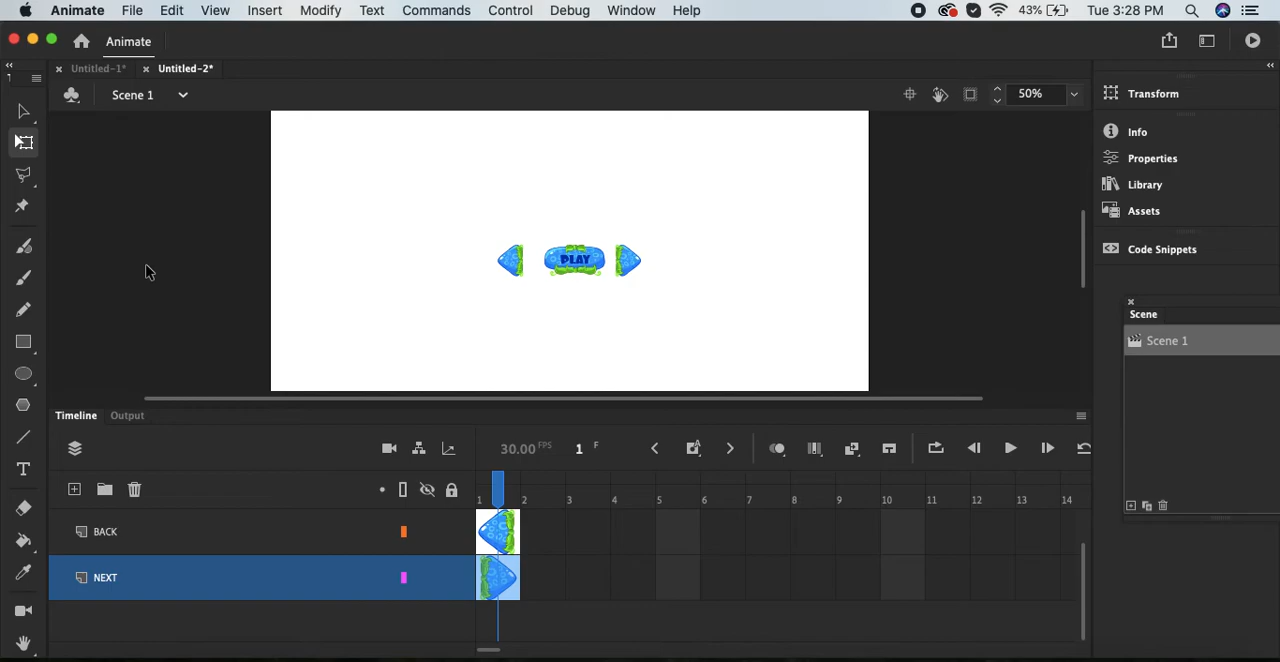 Animate File Edit View Insert Modify Text Commands Control Debug Window Help 43% Tue 3:28 PM
Animate
Untitled-1* Untitled-2*
Scene 1 50%
Transform
Info
Properties
Library
Assets
Code Snippets
PLAY
Scene
Scene 1
Timeline Output
30.00 FPS 1 F
1 2 3 4 5 6 7 8 9 10 11 12 13 14
BACK
NEXT